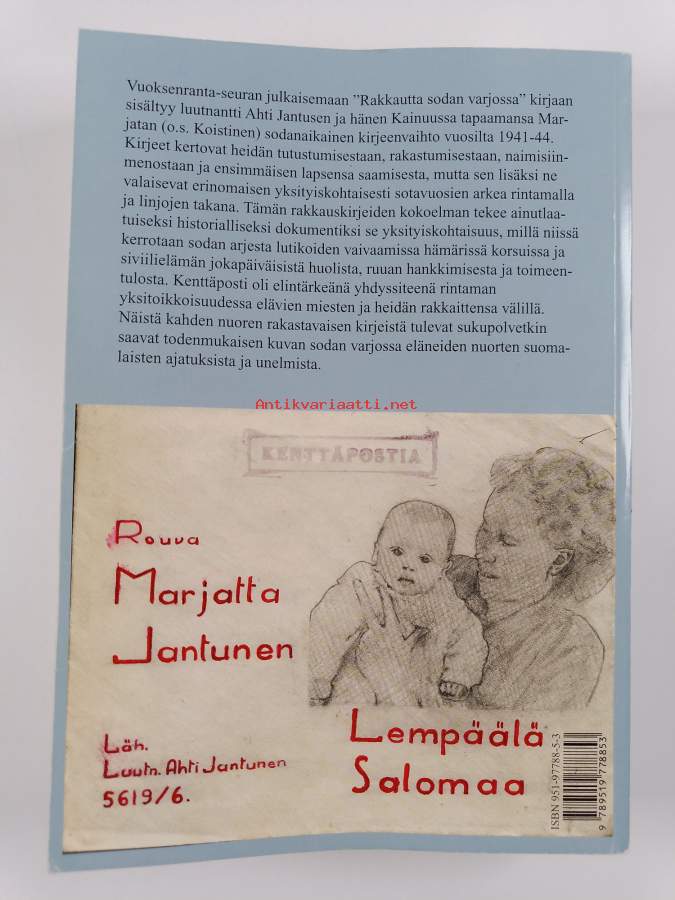 Vuoksenranta-seuran julkaisemaan ”Rakkautta sodan varjossa” kirjaan
sisältyy luutnantti Ahti Jantusen ja hänen Kainuussa tapaamansa Mar-
jatan (o.s. Koistinen) sodanaikainen kirjeenvaihto vuosilta 1941-44.
Kirjeet kertovat heidän tutustumisestaan, rakastumisestaan, naimisiin-
menostaan ja ensimmäisen lapsensa saamisesta, mutta sen lisäksi ne
valaisevat erinomaisen yksityiskohtaisesti sotavuosien arkea rintamalla
ja linjojen takana. Tämän rakkauskirjeiden kokoelman tekee ainutlaa-
tuiseksi historialliseksi dokumentiksi se yksityiskohtaisuus, millä niissä
kerrotaan sodan arjesta lutikoiden vaivaamissa hämärissä korsuissa ja
siviilielämän jokapäiväisistä huolista, ruuan hankkimisesta ja toimeen-
tulosta. Kenttäposti oli elintärkeänä yhdyssiteenä rintaman
yksitoikkoisuudessa elävien miesten ja heidän rakkaittensa välillä.
Näistä kahden nuoren rakastavaisen kirjeistä tulevat sukupolvetkin
saavat todenmukaisen kuvan sodan varjossa eläneiden nuorten suoma-
laisten ajatuksista ja unelmista.
Antikvariaatti.net
KENTTÄPOSTIA
Rouva
Marjatta
Jantunen
Läh.
Luutn. Ahti Jantunen
5619/6.
Lempäälä
Salomaa
ISBN 951-97788-5-3
9 789519 778853